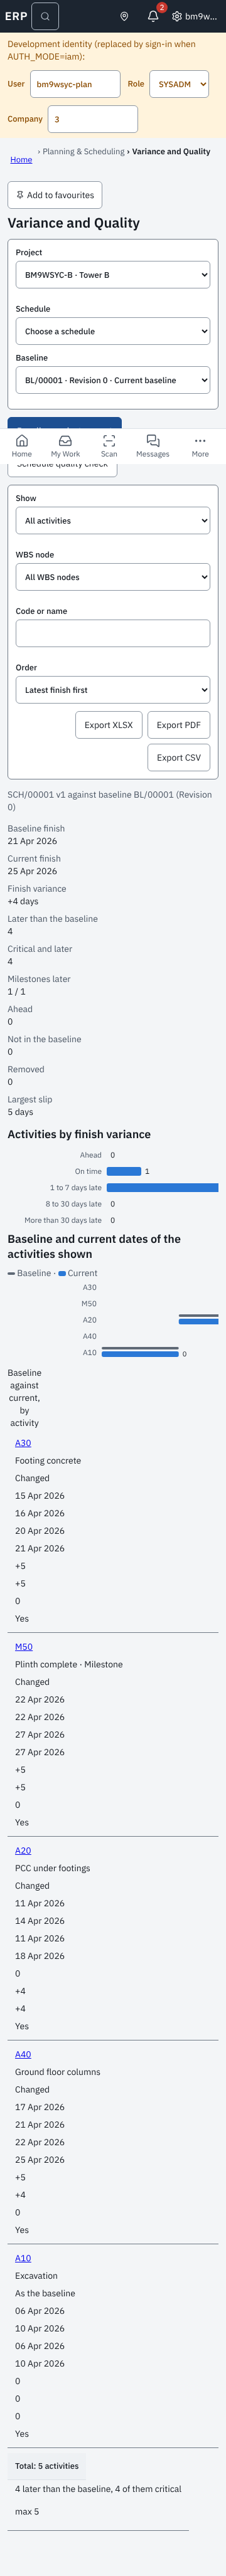 ERP
2
bm9w...
Development identity (replaced by sign-in when
AUTH_MODE=iam):
User bm9wsyc-plan Role SYSADM
Company 3
Home › Planning & Scheduling › Variance and Quality
Add to favourites
Variance and Quality
Project
BM9WSYC-B · Tower B
Schedule
Choose a schedule
Baseline
BL/00001 · Revision 0 · Current baseline
Home My Work Scan Messages More
Schedule quality check
Show
All activities
WBS node
All WBS nodes
Code or name
Order
Latest finish first
Export XLSX Export PDF
Export CSV
SCH/00001 v1 against baseline BL/00001 (Revision
0)
Baseline finish
21 Apr 2026
Current finish
25 Apr 2026
Finish variance
+4 days
Later than the baseline
4
Critical and later
4
Milestones later
1 / 1
Ahead
0
Not in the baseline
0
Removed
0
Largest slip
5 days
Activities by finish variance
Ahead 0
On time 1
1 to 7 days late
8 to 30 days late 0
More than 30 days late 0
Baseline and current dates of the
activities shown
Baseline · Current
A30
M50
A20
A40
A10 0
Baseline
against
current,
by
activity
A30
Footing concrete
Changed
15 Apr 2026
16 Apr 2026
20 Apr 2026
21 Apr 2026
+5
+5
0
Yes
M50
Plinth complete · Milestone
Changed
22 Apr 2026
22 Apr 2026
27 Apr 2026
27 Apr 2026
+5
+5
0
Yes
A20
PCC under footings
Changed
11 Apr 2026
14 Apr 2026
11 Apr 2026
18 Apr 2026
0
+4
+4
Yes
A40
Ground floor columns
Changed
17 Apr 2026
21 Apr 2026
22 Apr 2026
25 Apr 2026
+5
+4
0
Yes
A10
Excavation
As the baseline
06 Apr 2026
10 Apr 2026
06 Apr 2026
10 Apr 2026
0
0
0
Yes
Total: 5 activities
4 later than the baseline, 4 of them critical
max 5